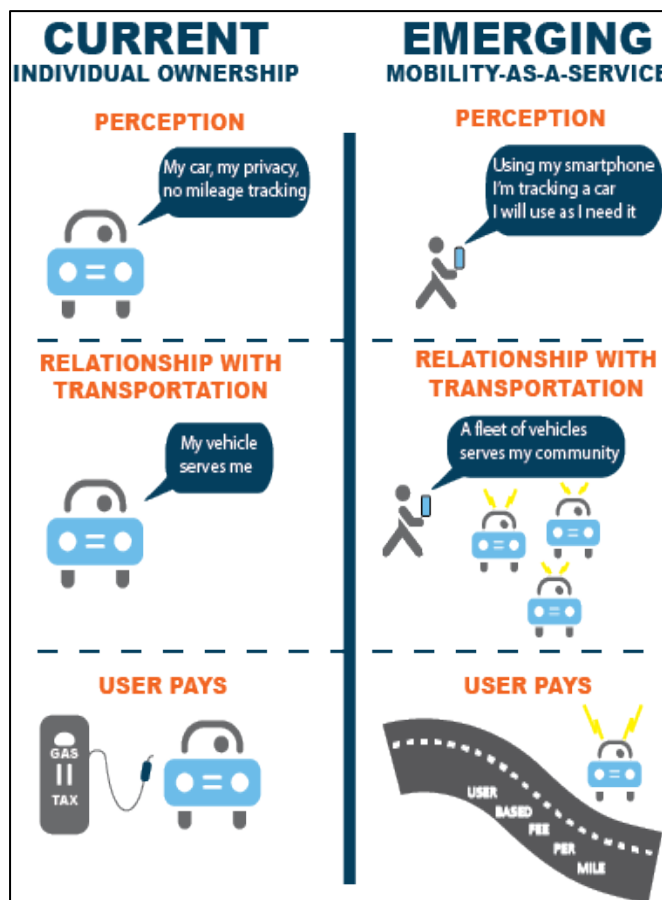 CURRENT
INDIVIDUAL OWNERSHIP
PERCEPTION
My car, my privacy,
no mileage tracking
RELATIONSHIP WITH
TRANSPORTATION
My vehicle
serves me
USER PAYS
GAS
TAX
EMERGING
MOBILITY-AS-A-SERVICE
PERCEPTION
Using my smartphone
I'm tracking a car
I will use as I need it
RELATIONSHIP WITH
TRANSPORTATION
A fleet of vehicles
serves my community
USER PAYS
USER
BASED
FEE
PER
MILE